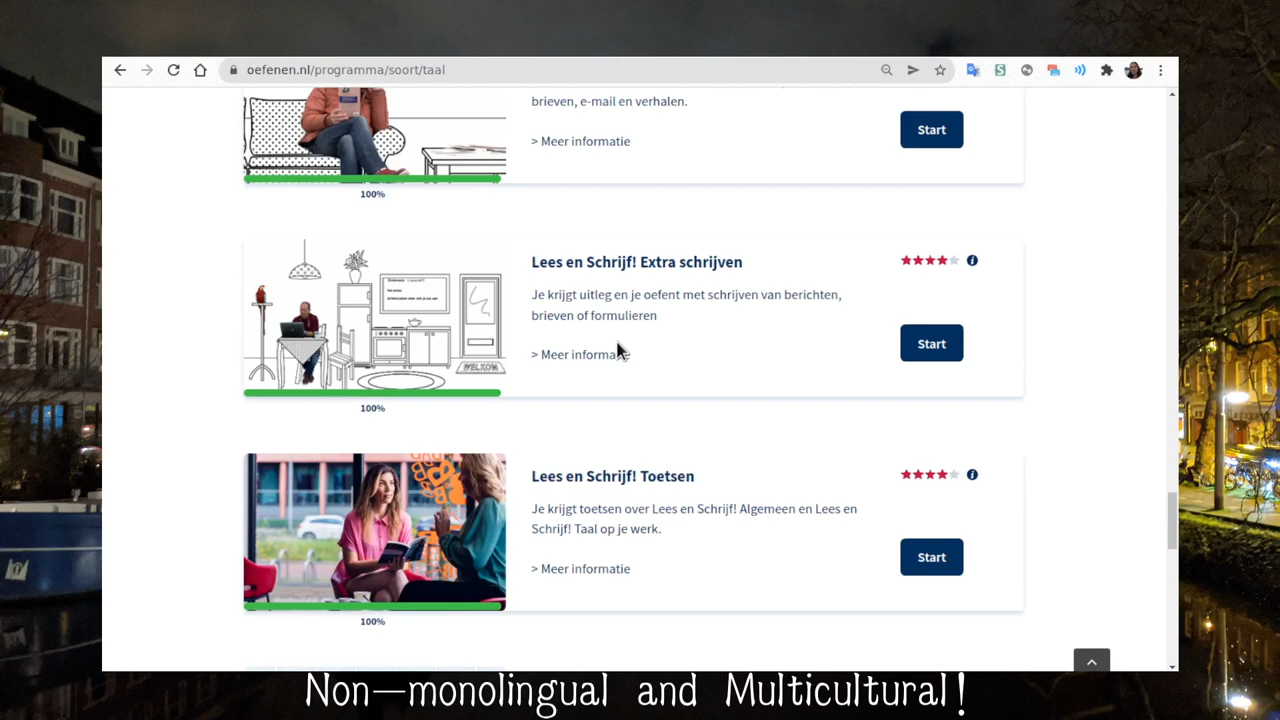 oefenen.nl/programma/soort/taal
brieven, e-mail en verhalen.
> Meer informatie
Start
100%
Lees en Schrijf! Extra schrijven
Je krijgt uitleg en je oefent met schrijven van berichten,
brieven of formulieren
> Meer informatie
Start
WELKOM
100%
Lees en Schrijf! Toetsen
Je krijgt toetsen over Lees en Schrijf! Algemeen en Lees en
Schrijf! Taal op je werk.
> Meer informatie
Start
100%
Non-monolingual and Multicultural!